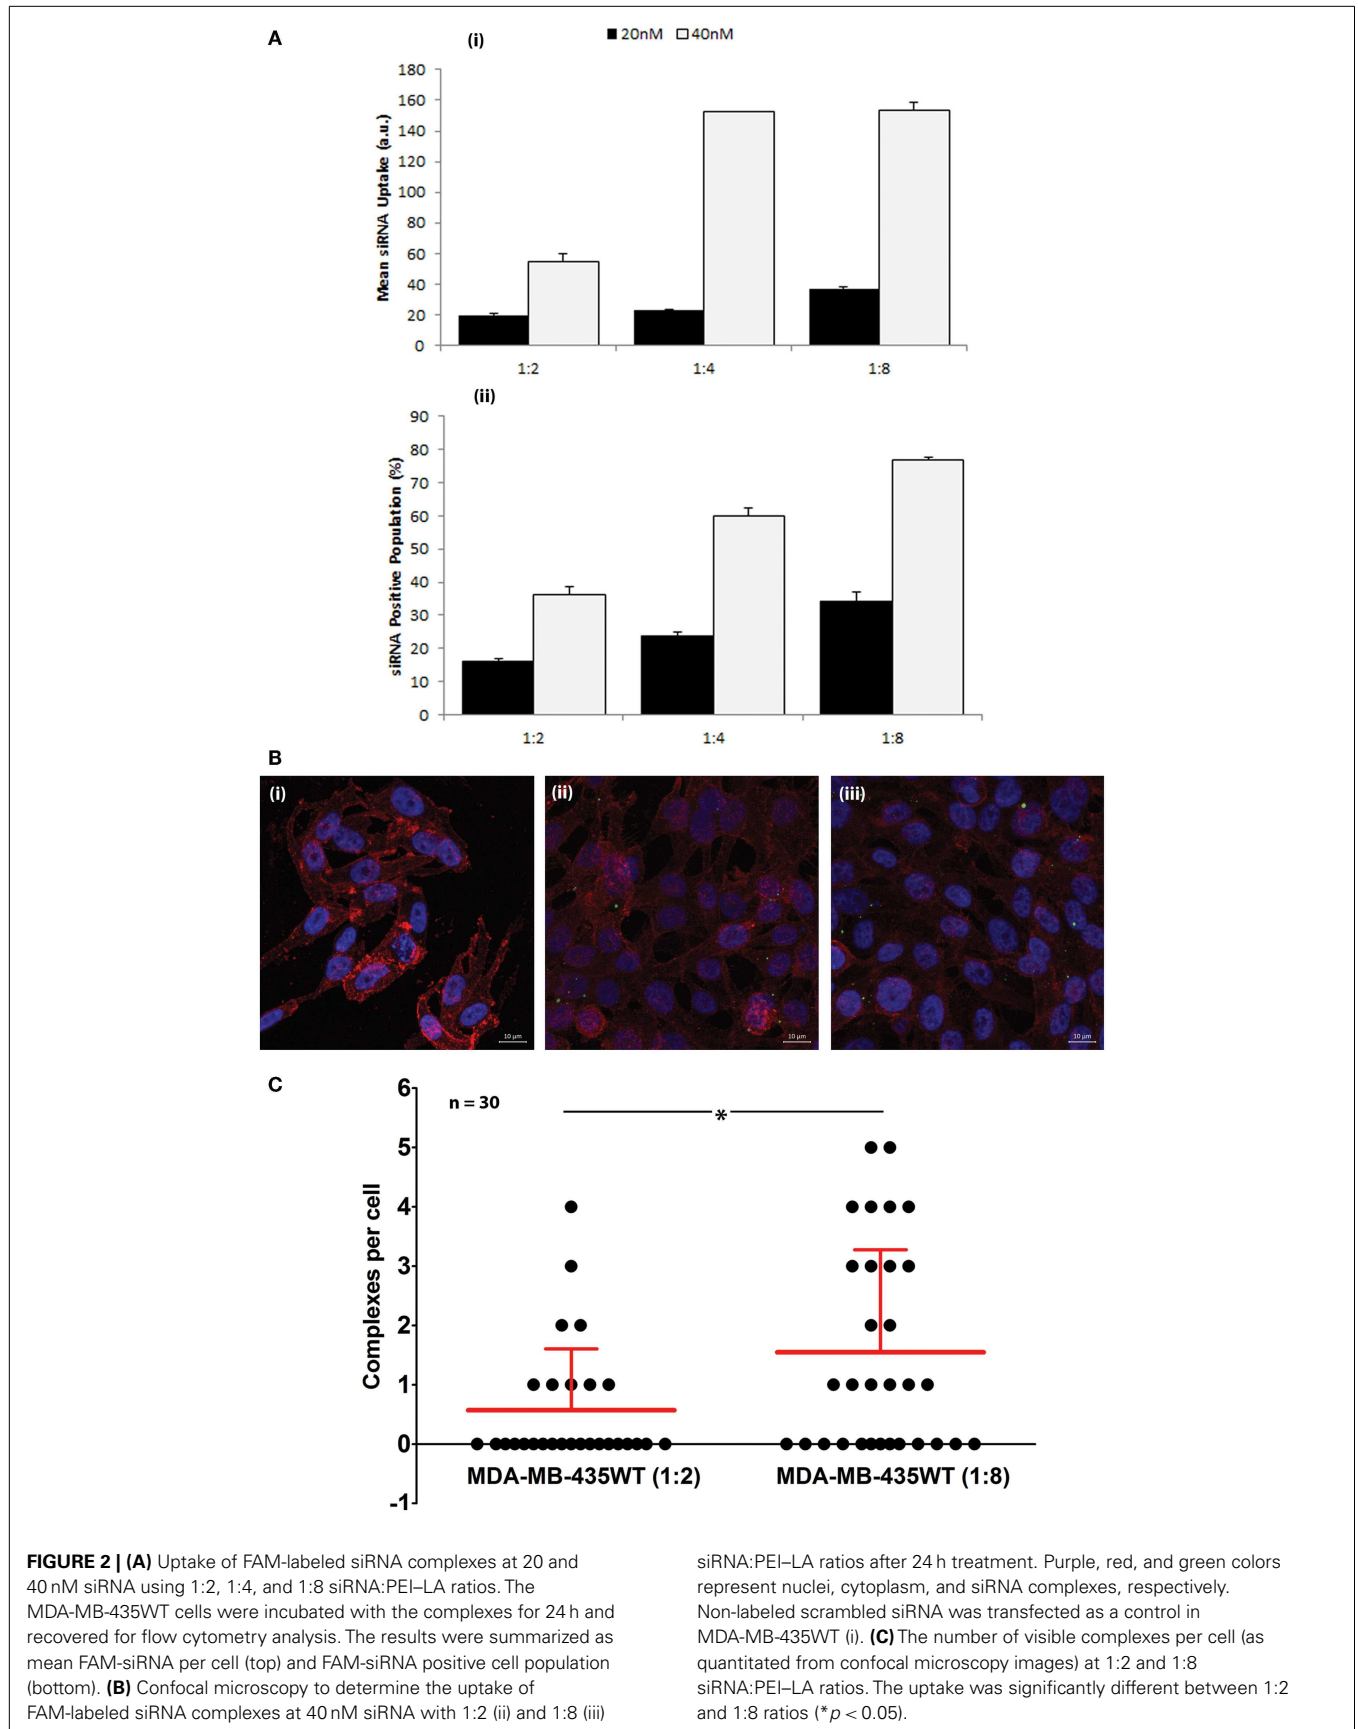 A
(i)
20nM 40nM
180
160
140
120
100
80
60
40
20
0
Mean siRNA Uptake (a.u.)
1:2 1:4 1:8
(ii)
90
80
70
60
50
40
30
20
10
0
siRNA Positive Population (%)
1:2 1:4 1:8
B
(i) (ii) (iii)
10 µm 10 µm 10 µm
C
n = 30
*
6
5
4
3
2
1
0
-1
Complexes per cell
MDA-MB-435WT (1:2) MDA-MB-435WT (1:8)
FIGURE 2 | (A) Uptake of FAM-labeled siRNA complexes at 20 and
40 nM siRNA using 1:2, 1:4, and 1:8 siRNA:PEI–LA ratios. The
MDA-MB-435WT cells were incubated with the complexes for 24 h and
recovered for flow cytometry analysis. The results were summarized as
mean FAM-siRNA per cell (top) and FAM-siRNA positive cell population
(bottom). (B) Confocal microscopy to determine the uptake of
FAM-labeled siRNA complexes at 40 nM siRNA with 1:2 (ii) and 1:8 (iii)
siRNA:PEI–LA ratios after 24 h treatment. Purple, red, and green colors
represent nuclei, cytoplasm, and siRNA complexes, respectively.
Non-labeled scrambled siRNA was transfected as a control in
MDA-MB-435WT (i). (C) The number of visible complexes per cell (as
quantitated from confocal microscopy images) at 1:2 and 1:8
siRNA:PEI–LA ratios. The uptake was significantly different between 1:2
and 1:8 ratios (*p < 0.05).